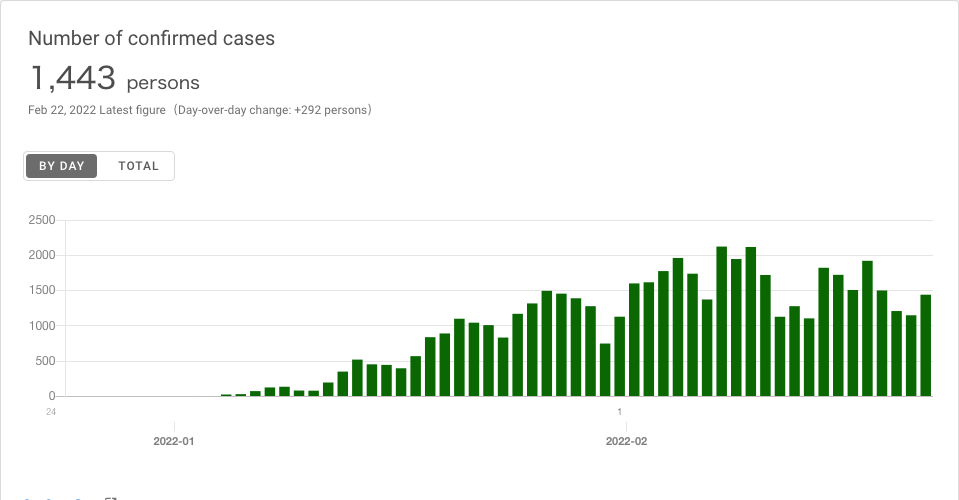 Number of confirmed cases
1,443 persons
Feb 22, 2022 Latest figure（Day-over-day change: +292 persons）
BY DAY TOTAL
2500
2000
1500
1000
500
0
24 1
2022-01 2022-02